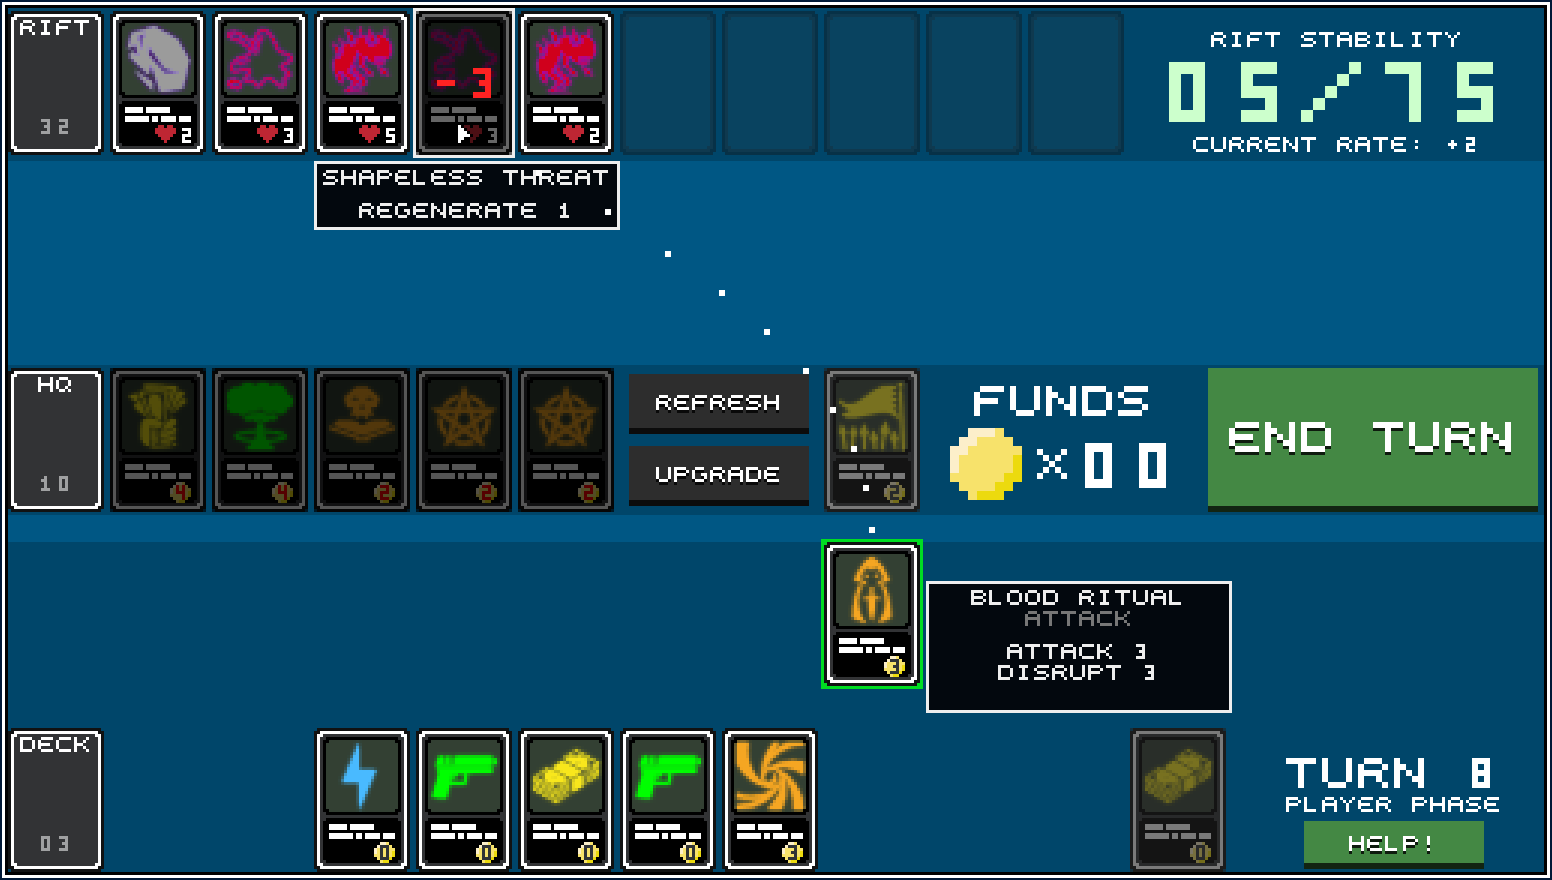 RIFT
32
2
3
5
-3
3
2
RIFT STABILITY
05/75
CURRENT RATE: +2
SHAPELESS THREAT
REGENERATE 1
HQ
10
4
4
2
2
2
REFRESH
UPGRADE
2
FUNDS
×00
END TURN
3
BLOOD RITUAL
ATTACK
ATTACK 3
DISRUPT 3
DECK
03
0
0
0
0
3
0
TURN 8
PLAYER PHASE
HELP!